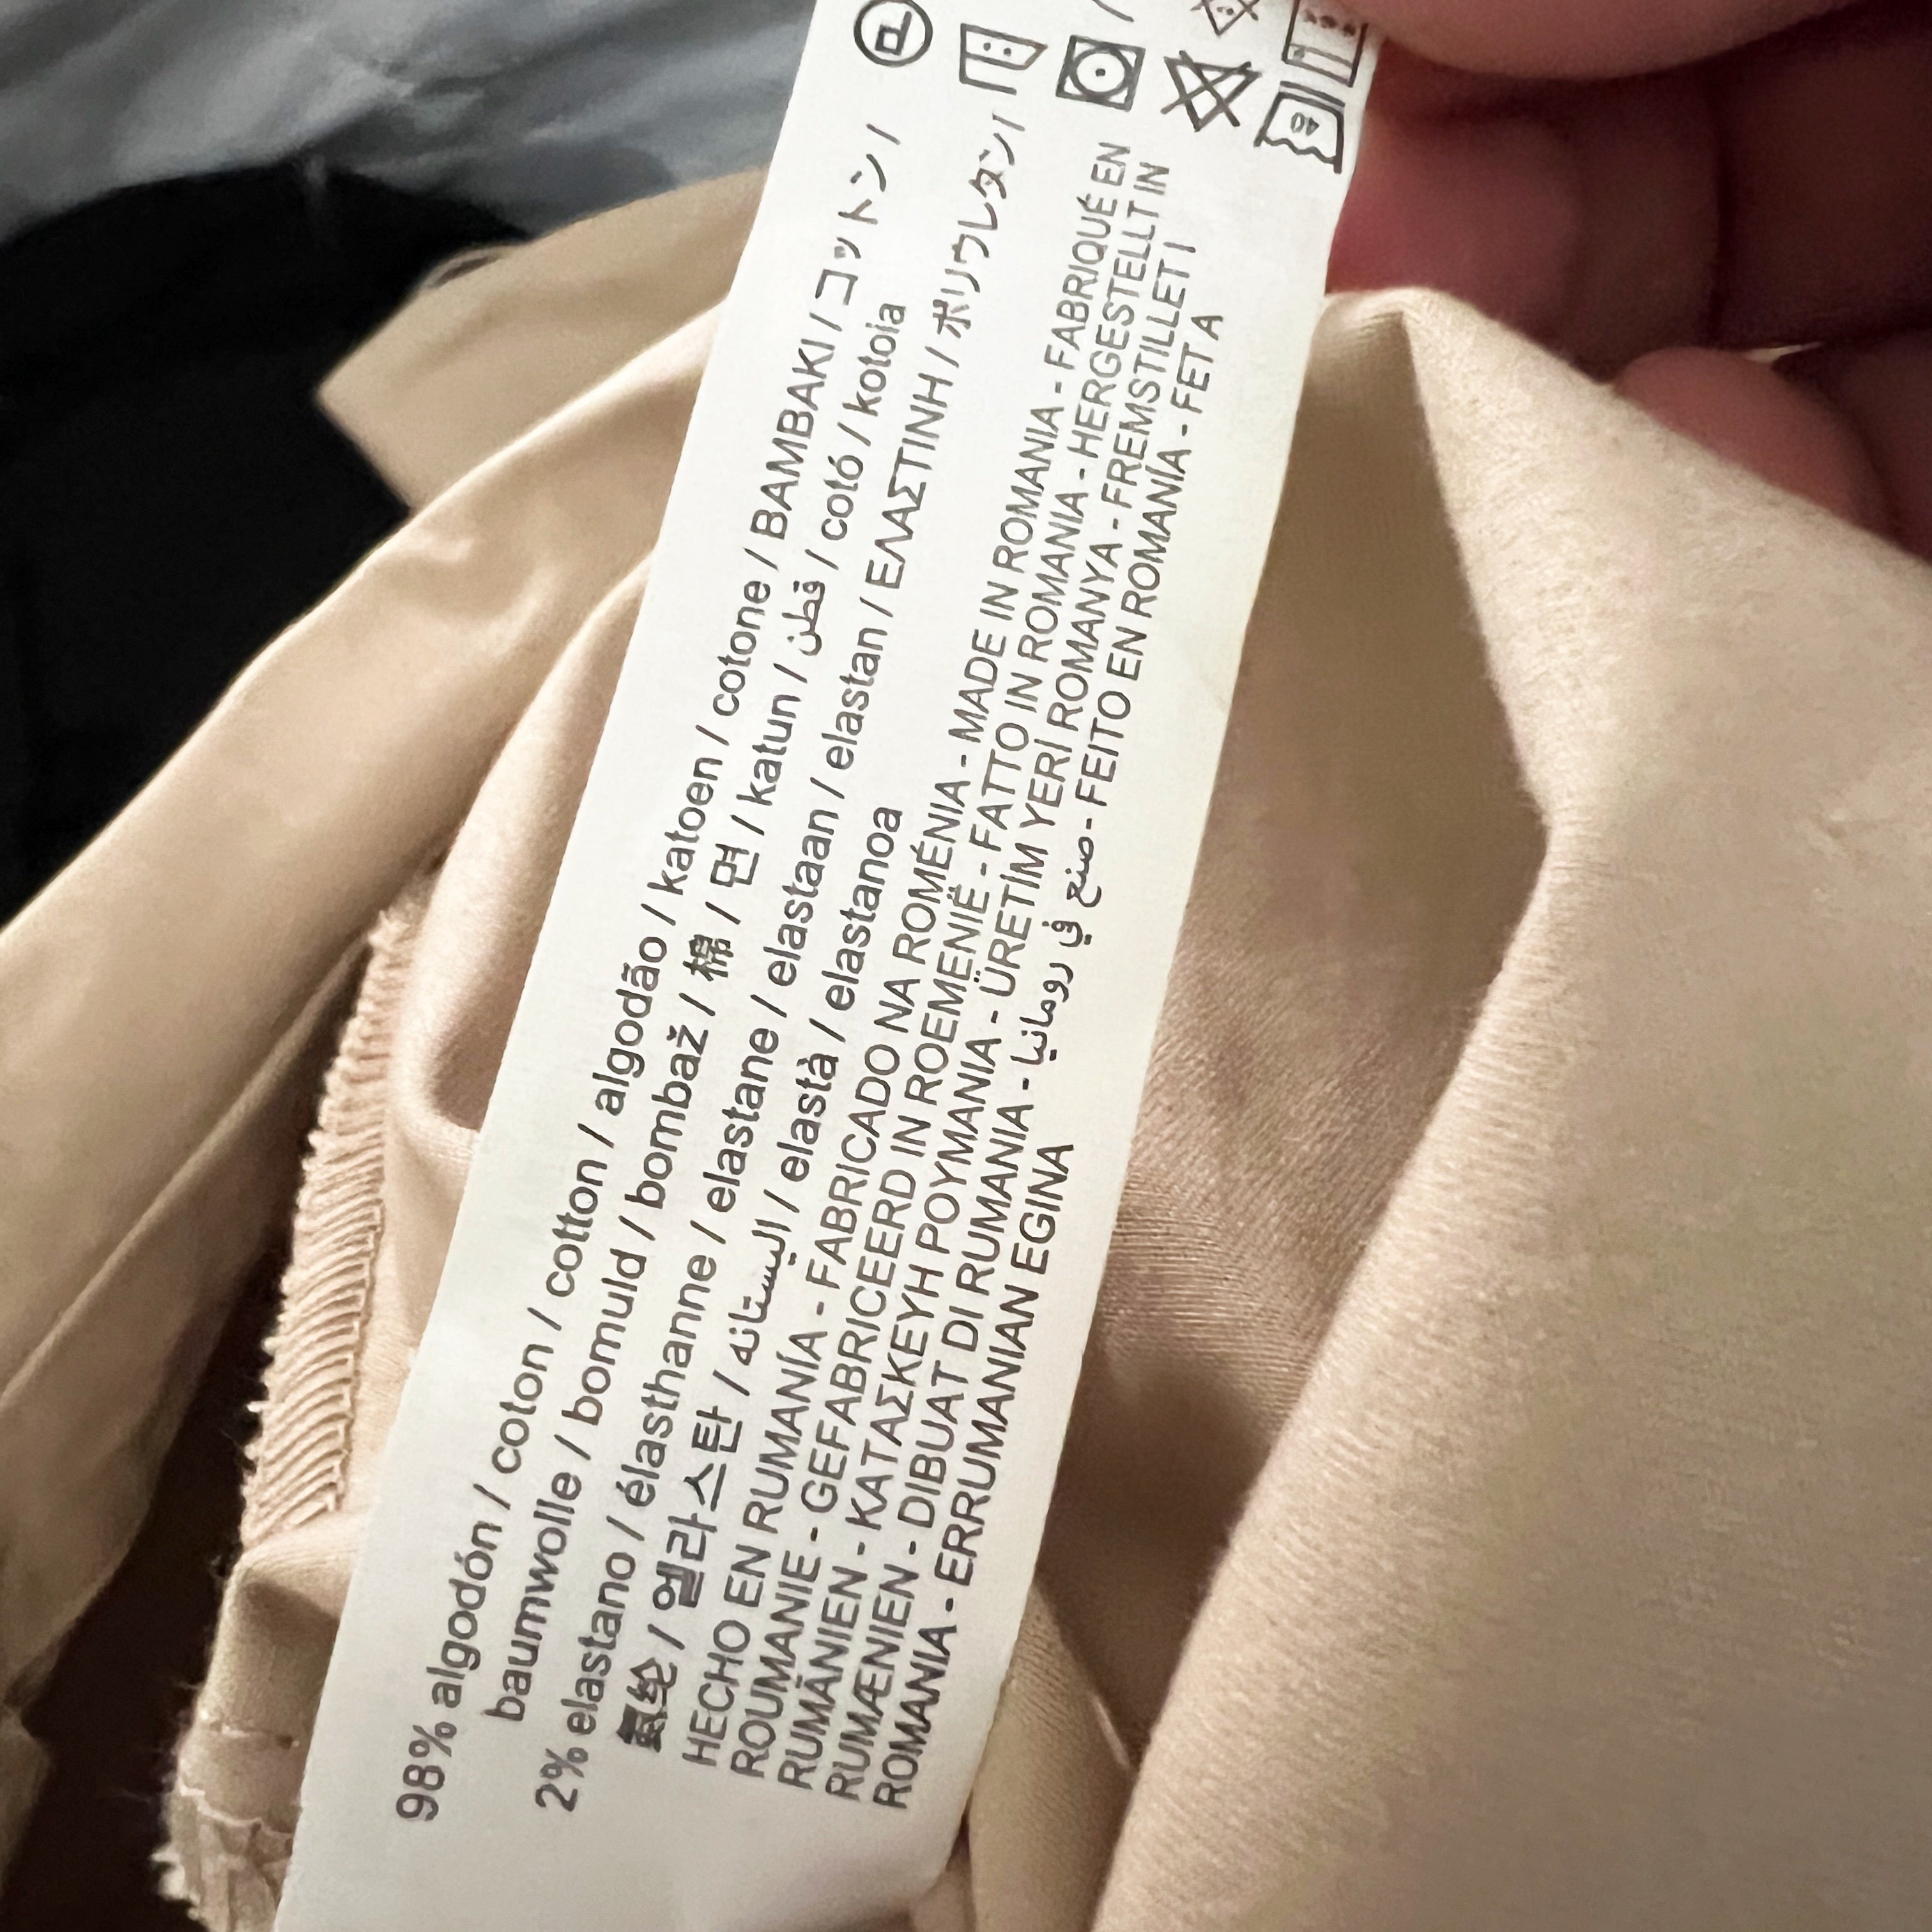 98% algodón / coton / cotton / algodão / katoen / cotone / BAMBAKI / コットン /
baumwolle / bomuld / bombaž / 棉 / 면 / katun / قطن / cotó / kotoia
2% elastano / élasthanne / elastane / elastaan / elastan / ΕΛΑΣΤΙΝΗ / ポリウレタン /
氨纶 / 엘라스탄 / اليستانه / elastà / elastanoa
HECHO EN RUMANÍA - FABRICADO NA ROMÉNIA - MADE IN ROMANIA - FABRIQUÉ EN
ROUMANIE - GEFABRICEERD IN ROEMENIË - FATTO IN ROMANIA - HERGESTELLT IN
RUMÄNIEN - ΚΑΤΑΣΚΕΥΗ ΡΟΥΜΑΝΙΑ - ÜRETİM YERİ ROMANYA - FREMSTILLET I
RUMÆNIEN - DIBUAT DI RUMANIA - صنع في رومانيا - FEITO EN ROMANÍA - FET A
ROMANIA - ERRUMANIAN EGINA
P
40